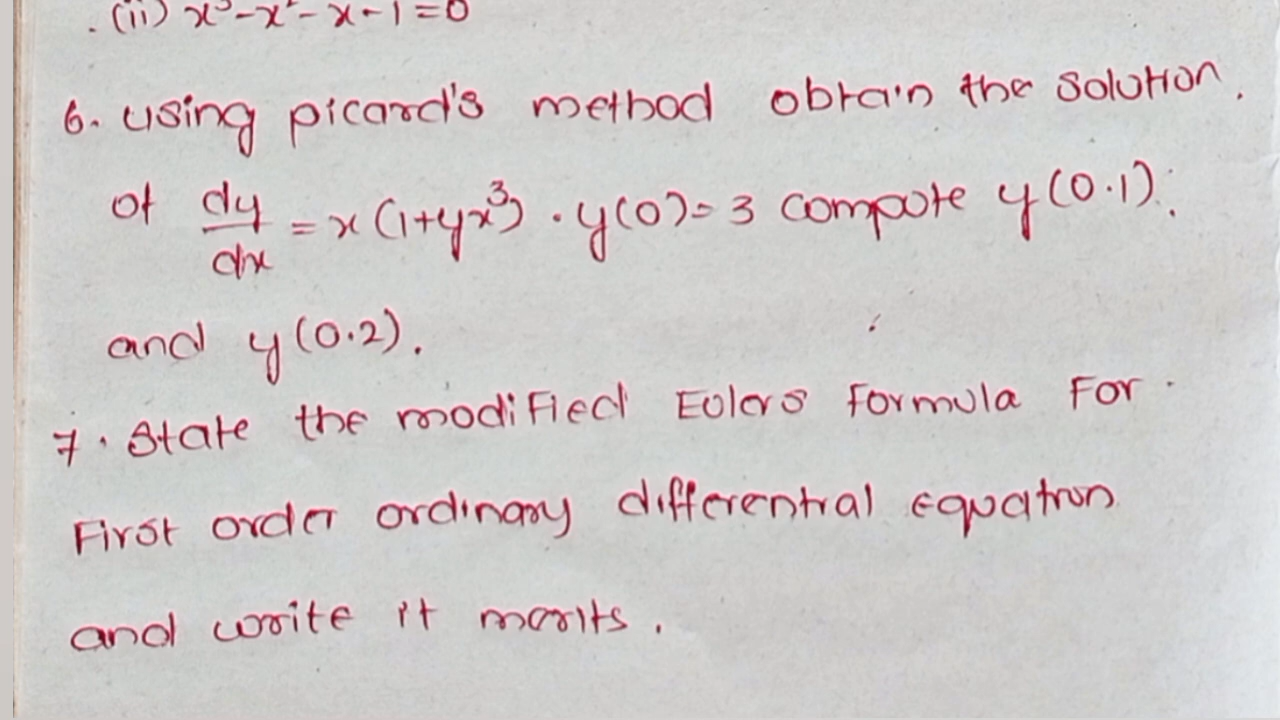 . (ii) x³-x²-x-1=0
6. using picard's method obtain the solution.
of dy/dx = x(1+yx³) . y(0)=3 compute y(0.1).
and y(0.2).
7. State the modified Eulers formula For
First order ordinary differential Equation
and write it merits.